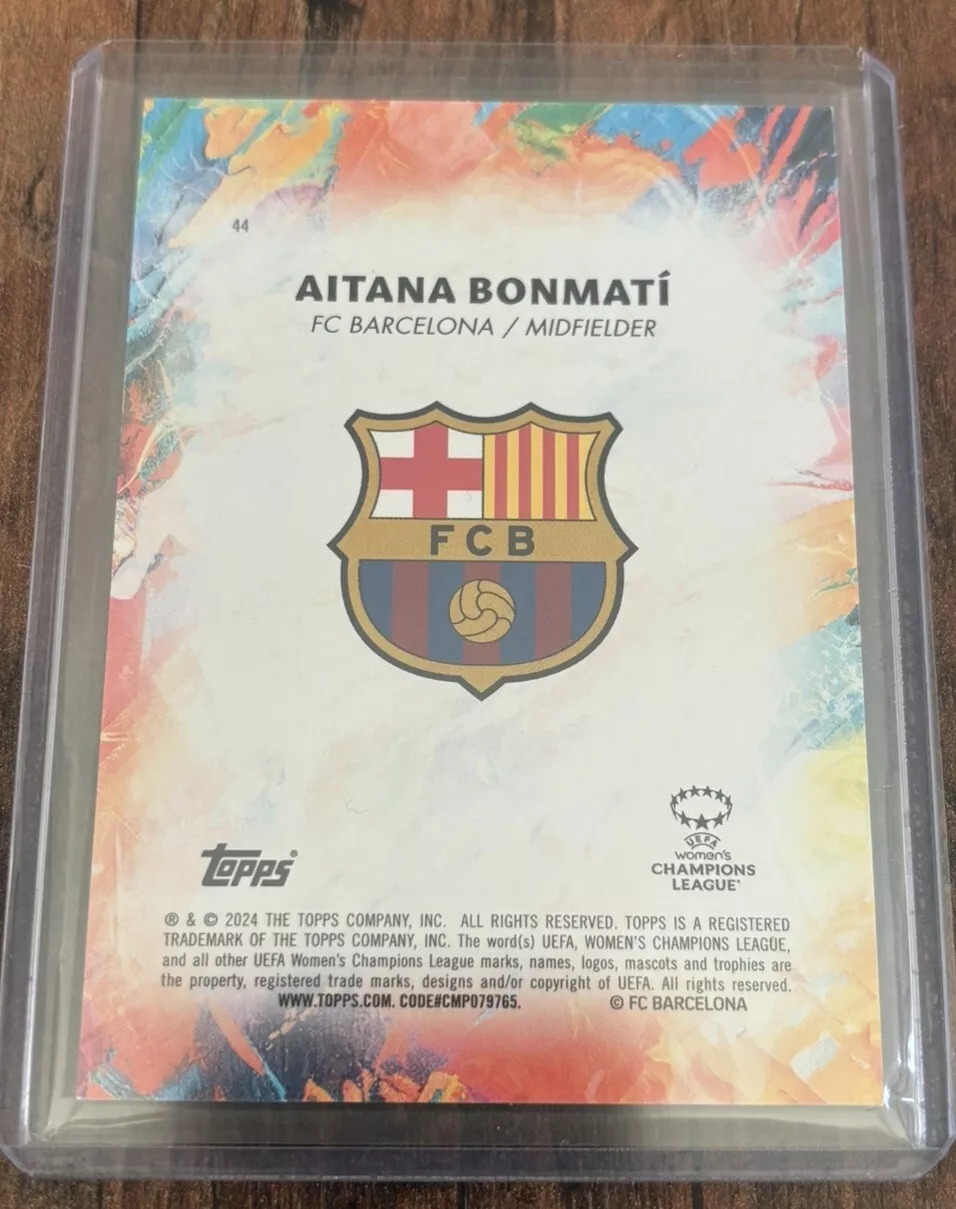 44
AITANA BONMATÍ
FC BARCELONA / MIDFIELDER
FCB
topps®
UEFA
women's
CHAMPIONS
LEAGUE®
® & © 2024 THE TOPPS COMPANY, INC. ALL RIGHTS RESERVED. TOPPS IS A REGISTERED
TRADEMARK OF THE TOPPS COMPANY, INC. The word(s) UEFA, WOMEN'S CHAMPIONS LEAGUE,
and all other UEFA Women's Champions League marks, names, logos, mascots and trophies are
the property, registered trade marks, designs and/or copyright of UEFA. All rights reserved.
WWW.TOPPS.COM. CODE#CMP079765. © FC BARCELONA